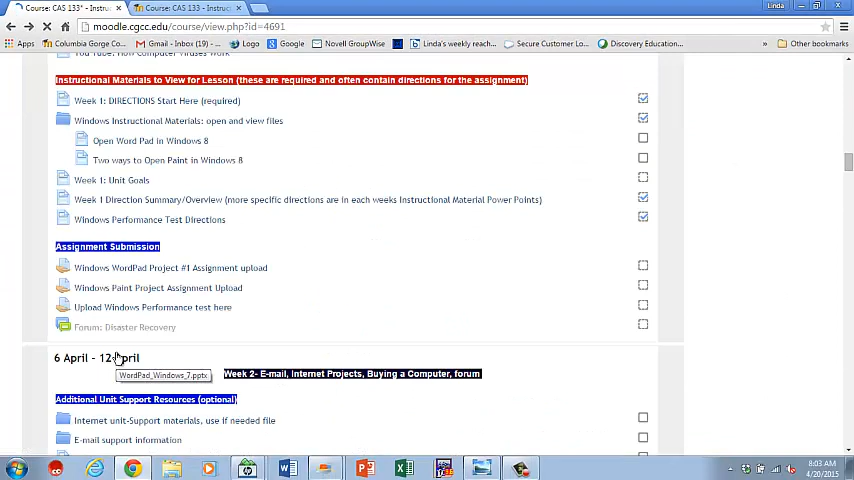 Course: CAS 133* - Instruc
Course: CAS 133 - Instruc
Linda
moodle.cgcc.edu/course/view.php?id=4691
Apps
Columbia Gorge Co...
Gmail - Inbox (19) -...
Logo
Google
Novell GroupWise
Linda's weekly reach...
Secure Customer Lo...
Discovery Education...
»
Other bookmarks
Instructional Materials to View for Lesson (these are required and often contain directions for the assignment)
Week 1: DIRECTIONS Start Here (required)
Windows Instructional Materials: open and view files
Open Word Pad in Windows 8
Two ways to Open Paint in Windows 8
Week 1: Unit Goals
Week 1 Direction Summary/Overview (more specific directions are in each weeks Instructional Material Power Points)
Windows Performance Test Directions
Assignment Submission
Windows WordPad Project #1 Assignment upload
Windows Paint Project Assignment Upload
Upload Windows Performance test here
Forum: Disaster Recovery
6 April - 12 April
WordPad_Windows_7.pptx
Week 2- E-mail, Internet Projects, Buying a Computer, forum
Additional Unit Support Resources (optional)
Internet unit-Support materials, use if needed file
E-mail support information
8:03 AM
4/20/2015